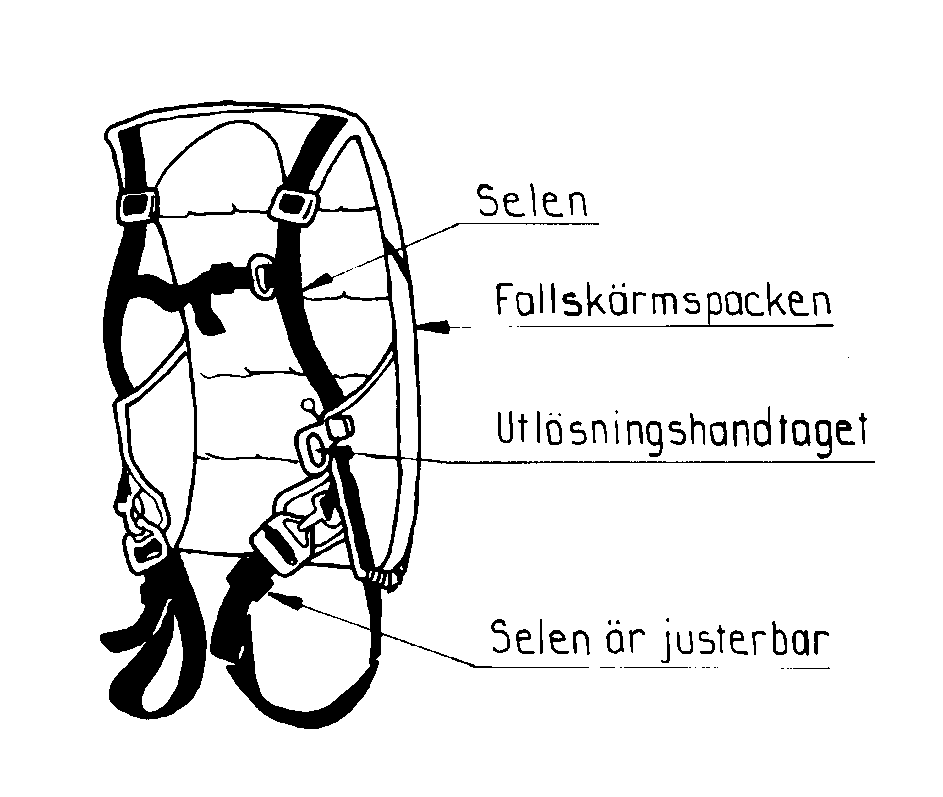 Selen
Fallskärmspacken
Utlösningshandtaget
Selen är justerbar